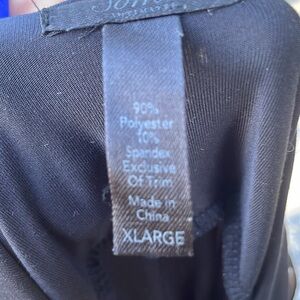 90%
Polyester
10%
Spandex
Exclusive
Of Trim
Made in
China
XLARGE